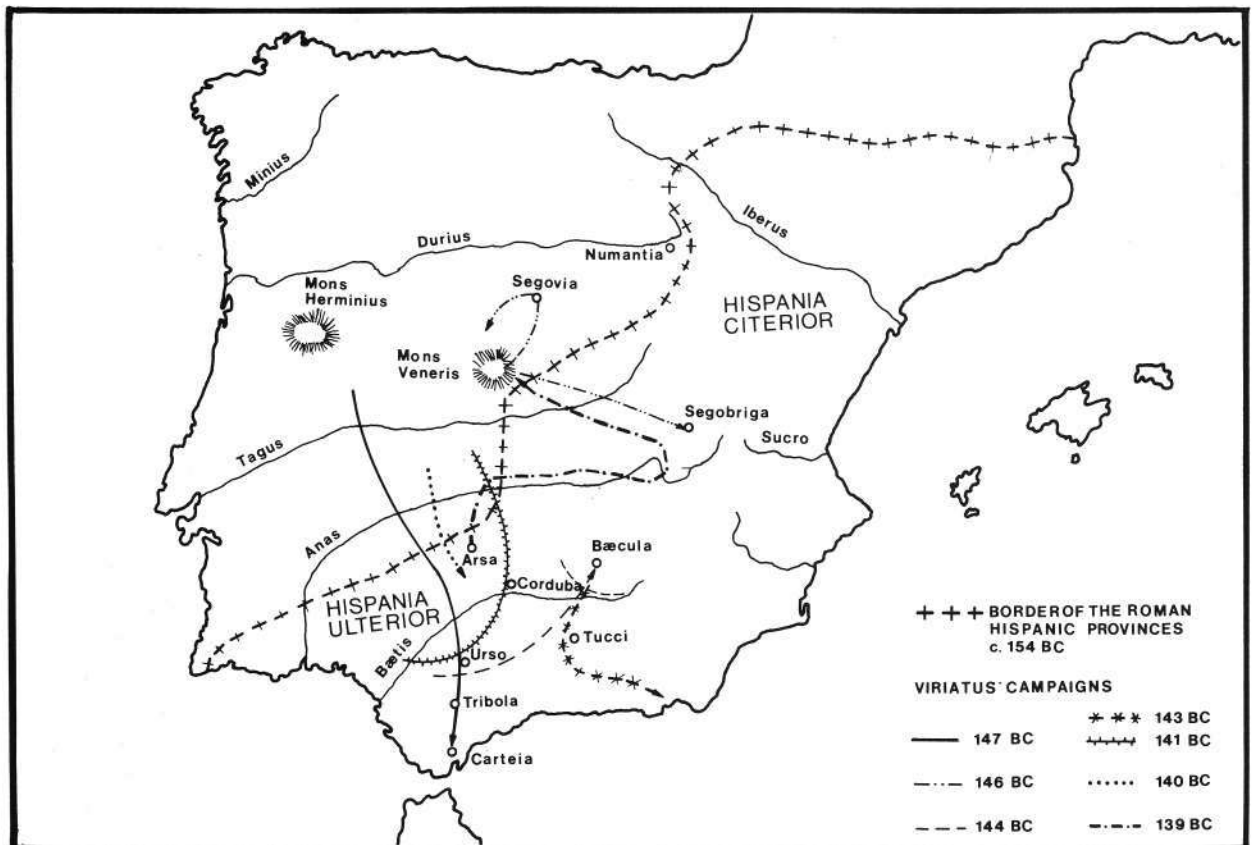 Minius
Iberus
Durius
Numantia
Mons
Herminius
Segovia
HISPANIA
CITERIOR
Mons
Veneris
Segobriga
Tagus
Sucro
Anas
Arsa
Bæcula
Corduba
HISPANIA
ULTERIOR
Bætis
Tucci
Urso
Tribola
Carteia
BORDER OF THE ROMAN
HISPANIC PROVINCES
c. 154 BC
VIRIATUS' CAMPAIGNS
147 BC
146 BC
144 BC
143 BC
141 BC
140 BC
139 BC